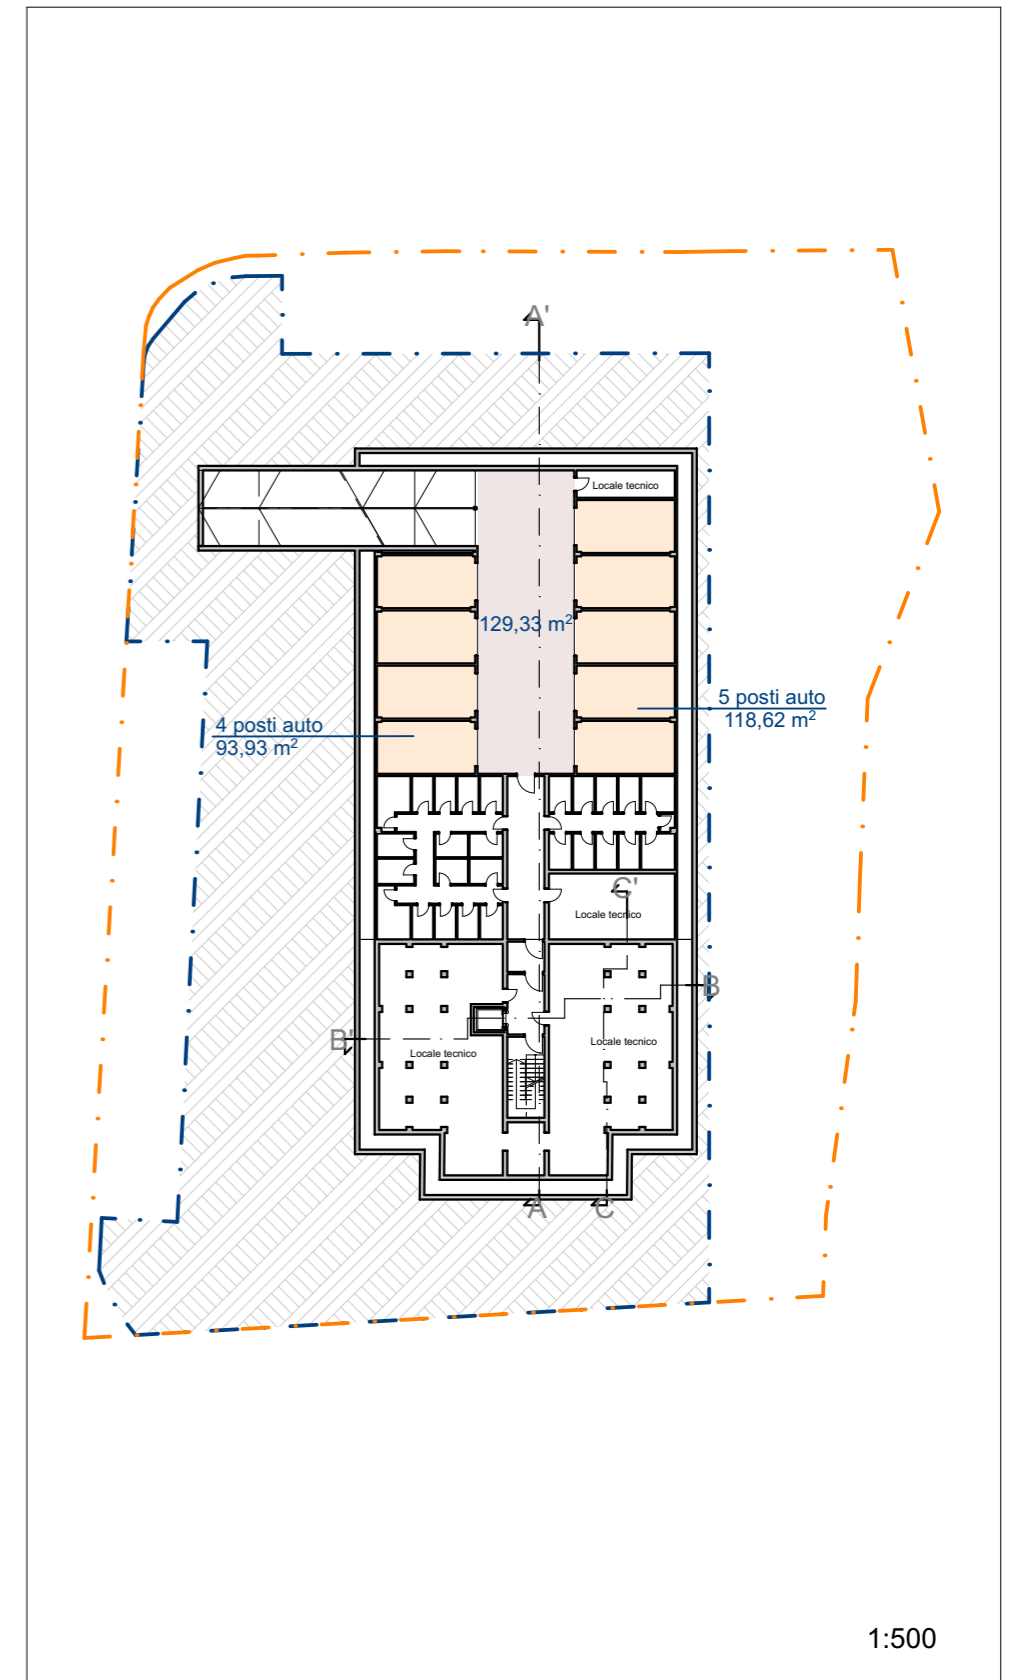 A'
Locale tecnico
129,33 m²
5 posti auto
118,62 m²
4 posti auto
93,93 m²
C'
Locale tecnico
B
B'
Locale tecnico
Locale tecnico
A
C
1:500